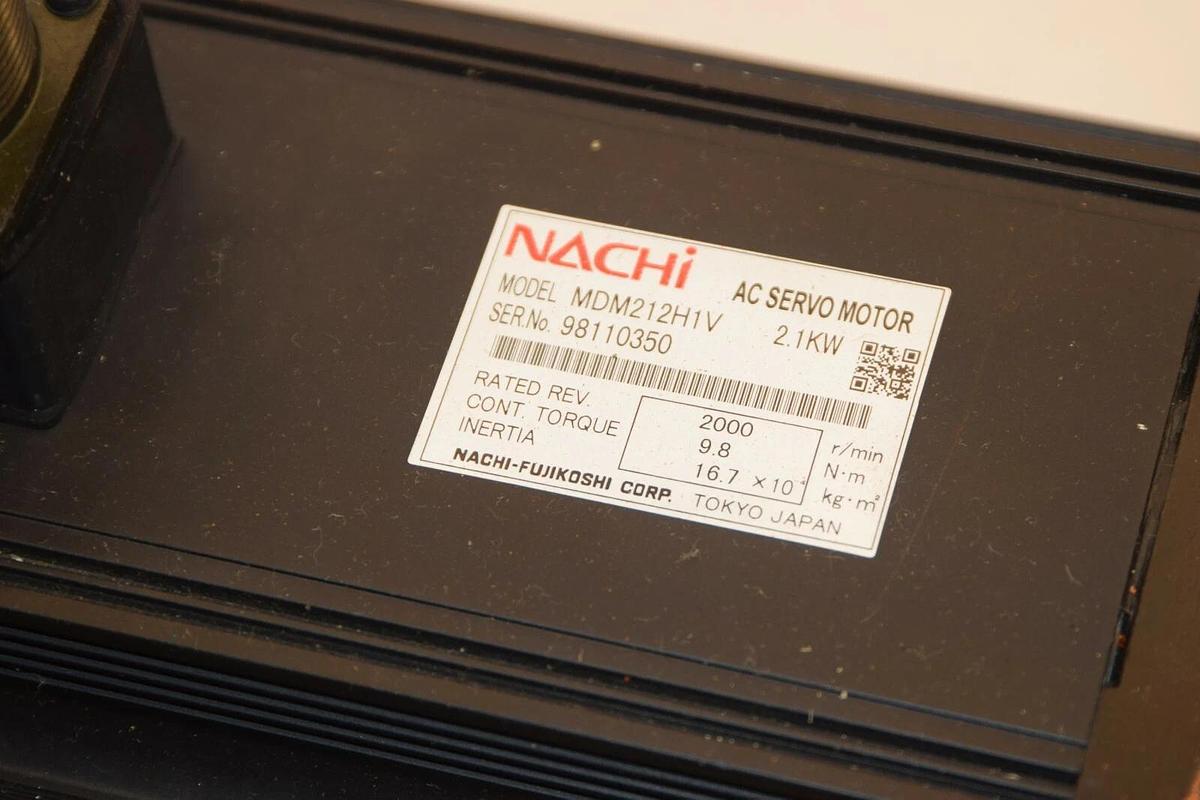 NACHi
AC SERVO MOTOR
MODEL MDM212H1V 2.1KW
SER.No. 98110350
RATED REV. 2000 r/min
CONT. TORQUE 9.8 N·m
INERTIA 16.7 ×10 kg·m²
NACHI-FUJIKOSHI CORP. TOKYO JAPAN